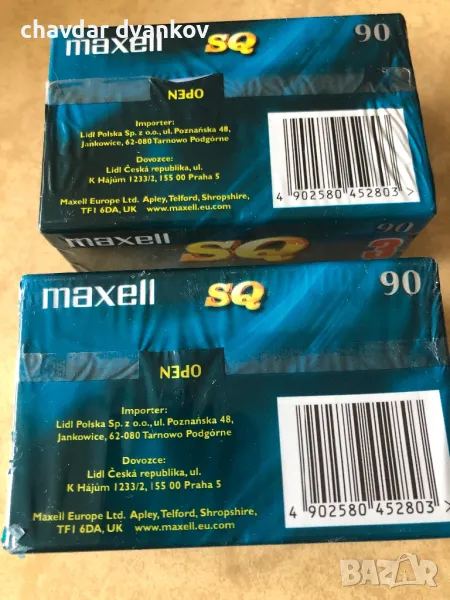 chavdar dyankov
maxell SQ 90
OPEN
Importer:
Lidl Polska Sp. z o.o., ul. Poznańska 48,
Jankowice, 62-080 Tarnowo Podgórne
Dovozce:
Lidl Česká republika, ul.
K Hájům 1233/2, 155 00 Praha 5
Maxell Europe Ltd. Apley, Telford, Shropshire,
TF1 6DA, UK www.maxell.eu.com
4 902580 452803
maxell SQ 90
3
maxell SQ 90
OPEN
Importer:
Lidl Polska Sp. z o.o., ul. Poznańska 48,
Jankowice, 62-080 Tarnowo Podgórne
Dovozce:
Lidl Česká republika, ul.
K Hájům 1233/2, 155 00 Praha 5
Maxell Europe Ltd. Apley, Telford, Shropshire,
TF1 6DA, UK www.maxell.eu.com
4 902580 452803
bazar